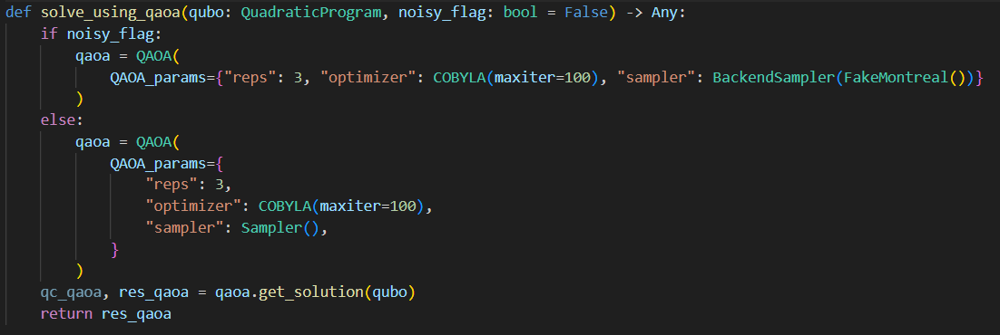 def solve_using_qaoa(qubo: QuadraticProgram, noisy_flag: bool = False) -> Any:
    if noisy_flag:
        qaoa = QAOA(
            QAOA_params={"reps": 3, "optimizer": COBYLA(maxiter=100), "sampler": BackendSampler(FakeMontreal())}
        )
    else:
        qaoa = QAOA(
            QAOA_params={
                "reps": 3,
                "optimizer": COBYLA(maxiter=100),
                "sampler": Sampler(),
            }
        )
    qc_qaoa, res_qaoa = qaoa.get_solution(qubo)
    return res_qaoa